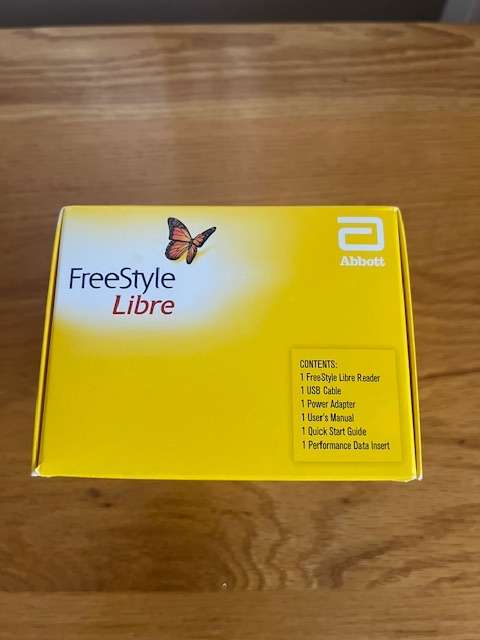 FreeStyle
Libre
Abbott
CONTENTS:
1 FreeStyle Libre Reader
1 USB Cable
1 Power Adapter
1 User's Manual
1 Quick Start Guide
1 Performance Data Insert